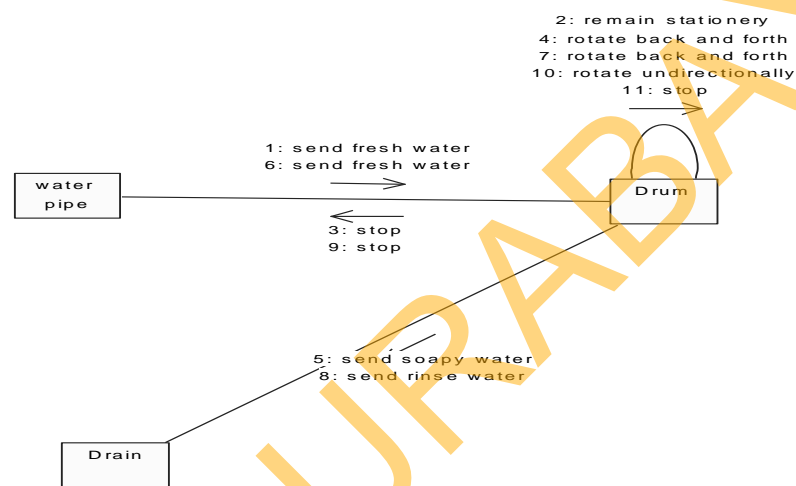 2: remain stationery
4: rotate back and forth
7: rotate back and forth
10: rotate undirectionally
11: stop
1: send fresh water
6: send fresh water
water
pipe
Drum
3: stop
9: stop
5: send soapy water
8: send rinse water
Drain
URABA